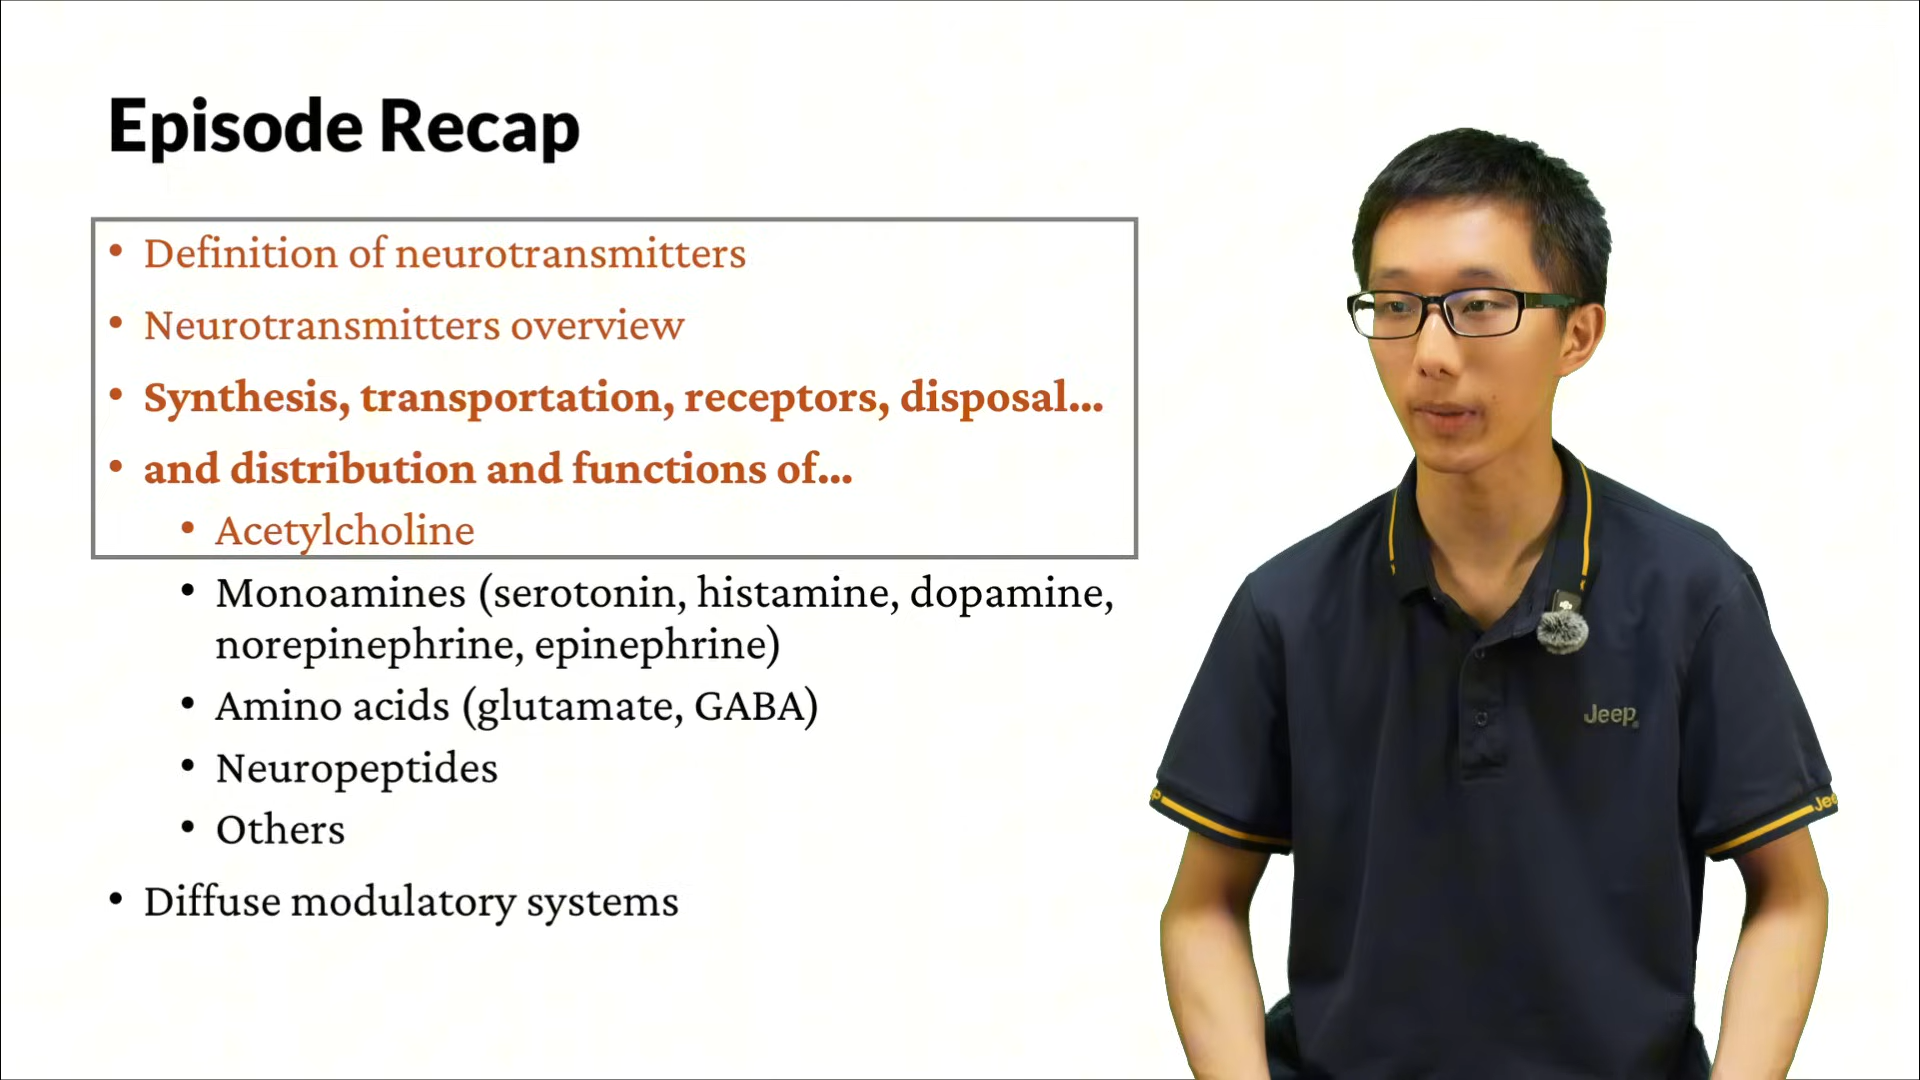 Episode Recap
• Definition of neurotransmitters
• Neurotransmitters overview
• Synthesis, transportation, receptors, disposal...
• and distribution and functions of...
• Acetylcholine
• Monoamines (serotonin, histamine, dopamine,
norepinephrine, epinephrine)
• Amino acids (glutamate, GABA)
• Neuropeptides
• Others
• Diffuse modulatory systems
Jeep